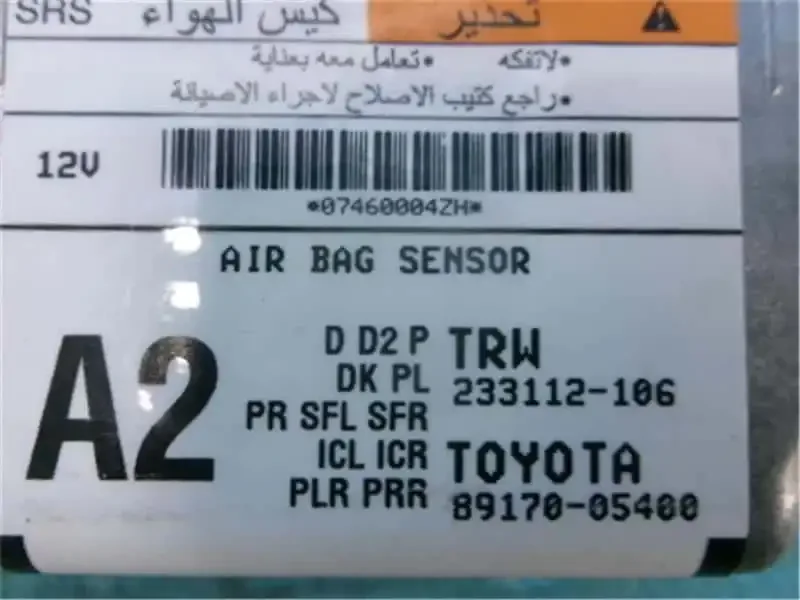 SRS كيس الهواء تحذير
•لاتفكه •تعامل معه بعناية
•راجع كتيب الاصلاح لاجراء الاصيانة
12V
*07460004ZH*
AIR BAG SENSOR
A2
D D2 P
DK PL
PR SFL SFR
ICL ICR
PLR PRR
TRW
233112-106
TOYOTA
89170-05400